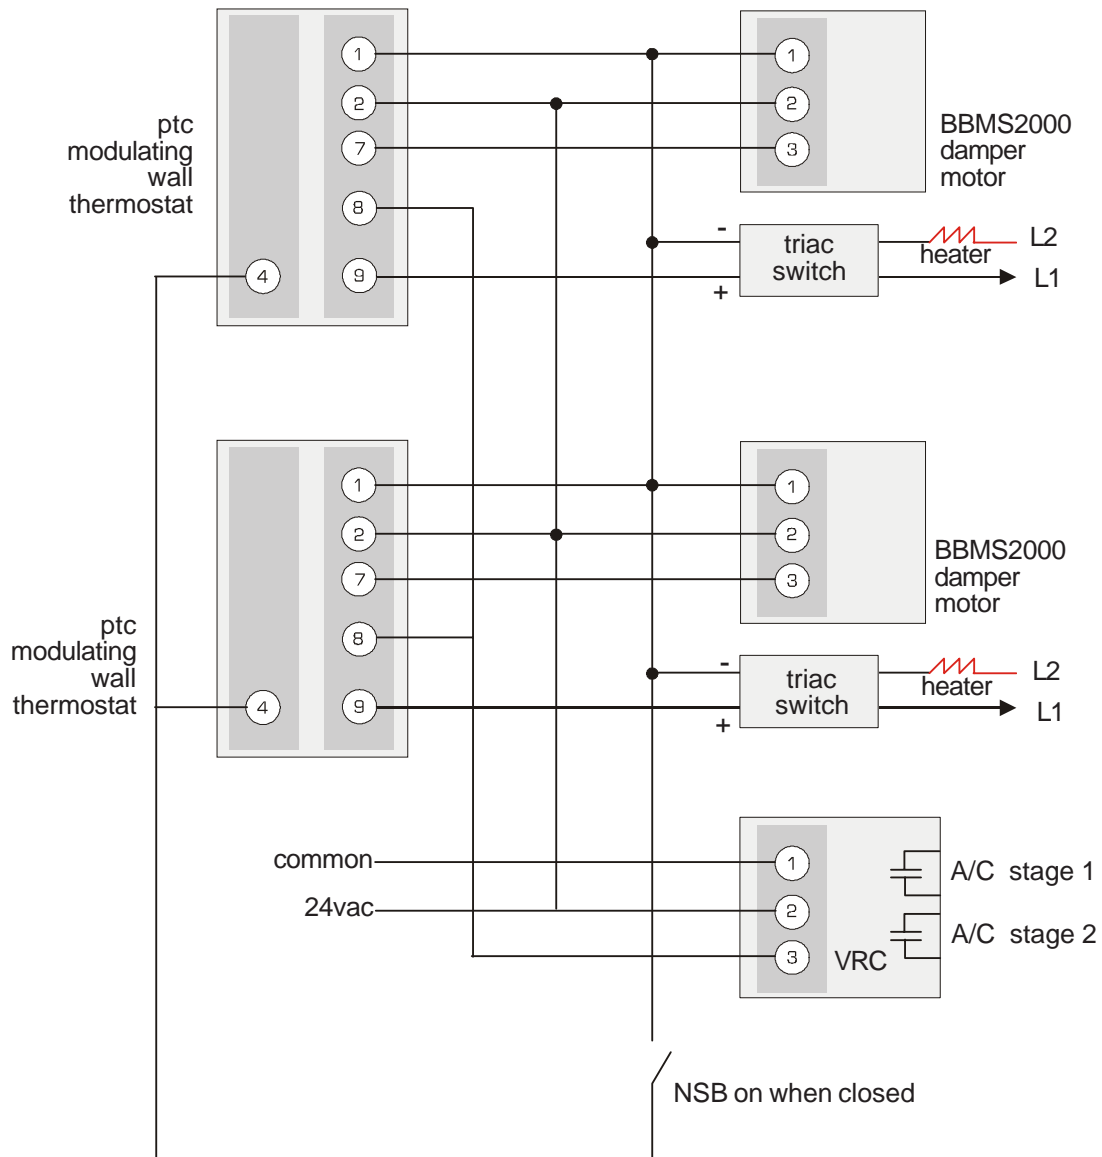 1
2
7
8
9
4
ptc
modulating
wall
thermostat
1
2
3
BBMS2000
damper
motor
-
+
triac
switch
heater
L2
L1
1
2
7
8
9
4
ptc
modulating
wall
thermostat
1
2
3
BBMS2000
damper
motor
-
+
triac
switch
heater
L2
L1
common
24vac
1
2
3
VRC
A/C stage 1
A/C stage 2
NSB on when closed